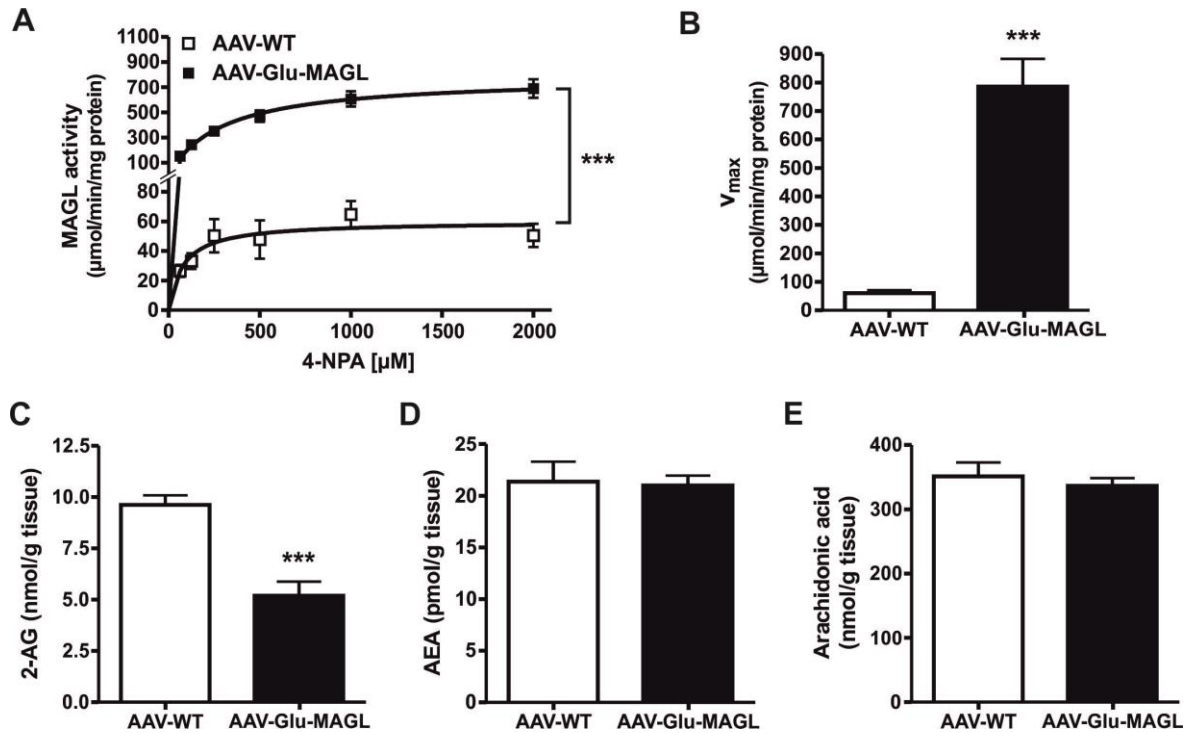 A
MAGL activity
(µmol/min/mg protein)
1100
900
700
500
300
100
80
60
40
20
0
AAV-WT
AAV-Glu-MAGL
***
0 500 1000 1500 2000
4-NPA [µM]
B
vmax
(µmol/min/mg protein)
900
800
700
600
500
400
300
200
100
0
***
AAV-WT AAV-Glu-MAGL
C
2-AG (nmol/g tissue)
12.5
10.0
7.5
5.0
2.5
0.0
***
AAV-WT AAV-Glu-MAGL
D
AEA (pmol/g tissue)
25
20
15
10
5
0
AAV-WT AAV-Glu-MAGL
E
Arachidonic acid
(nmol/g tissue)
400
300
200
100
0
AAV-WT AAV-Glu-MAGL